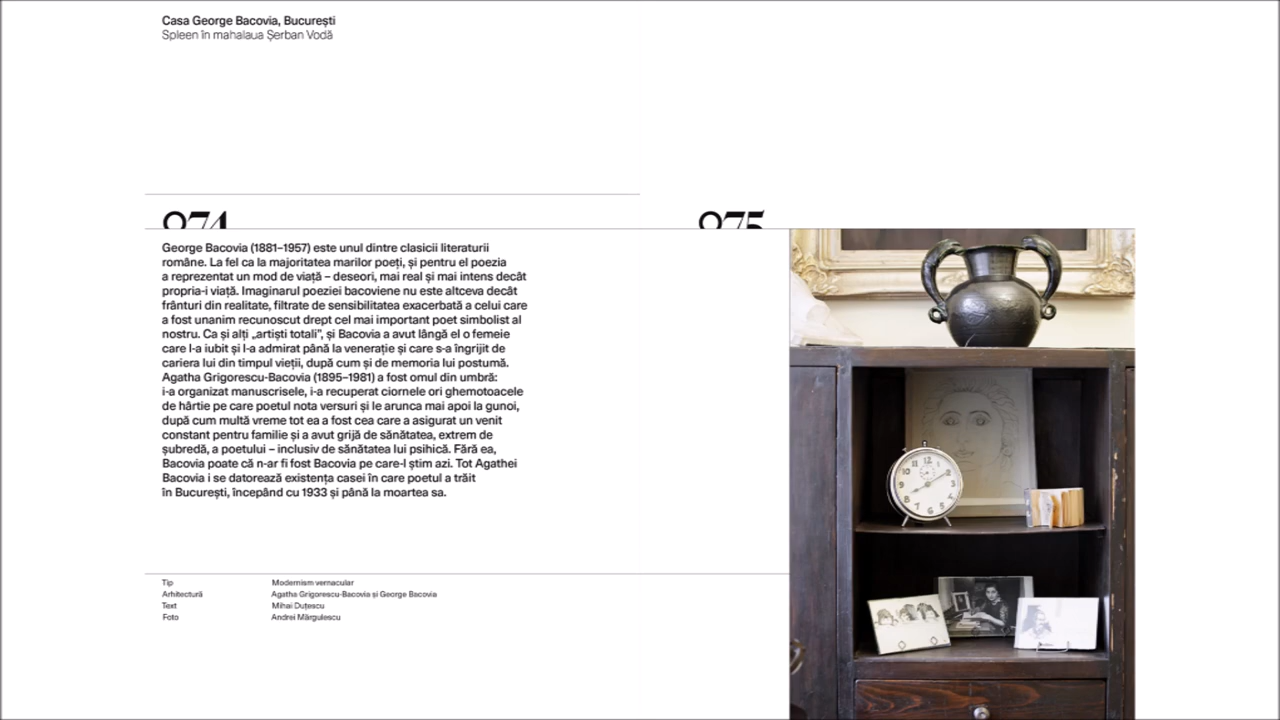 Casa George Bacovia, București
Spleen în mahalaua Șerban Vodă
974
975
George Bacovia (1881–1957) este unul dintre clasicii literaturii
române. La fel ca la majoritatea marilor poeți, și pentru el poezia
a reprezentat un mod de viață – deseori, mai real și mai intens decât
propria-i viață. Imaginarul poeziei bacoviene nu este altceva decât
frânturi din realitate, filtrate de sensibilitatea exacerbată a celui care
a fost unanim recunoscut drept cel mai important poet simbolist al
nostru. Ca și alți „artiști totali”, și Bacovia a avut lângă el o femeie
care l-a iubit și l-a admirat până la venerație și care s-a îngrijit de
cariera lui din timpul vieții, după cum și de memoria lui postumă.
Agatha Grigorescu-Bacovia (1895–1981) a fost omul din umbră:
i-a organizat manuscrisele, i-a recuperat ciornele ori ghemotoacele
de hârtie pe care poetul nota versuri și le arunca mai apoi la gunoi,
după cum multă vreme tot ea a fost cea care a asigurat un venit
constant pentru familie și a avut grijă de sănătatea, extrem de
șubredă, a poetului – inclusiv de sănătatea lui psihică. Fără ea,
Bacovia poate că n-ar fi fost Bacovia pe care-l știm azi. Tot Agathei
Bacovia i se datorează existența casei în care poetul a trăit
în București, începând cu 1933 și până la moartea sa.
Tip Modernism vernacular
Arhitectură Agatha Grigorescu-Bacovia și George Bacovia
Text Mihai Duțescu
Foto Andrei Mărgulescu